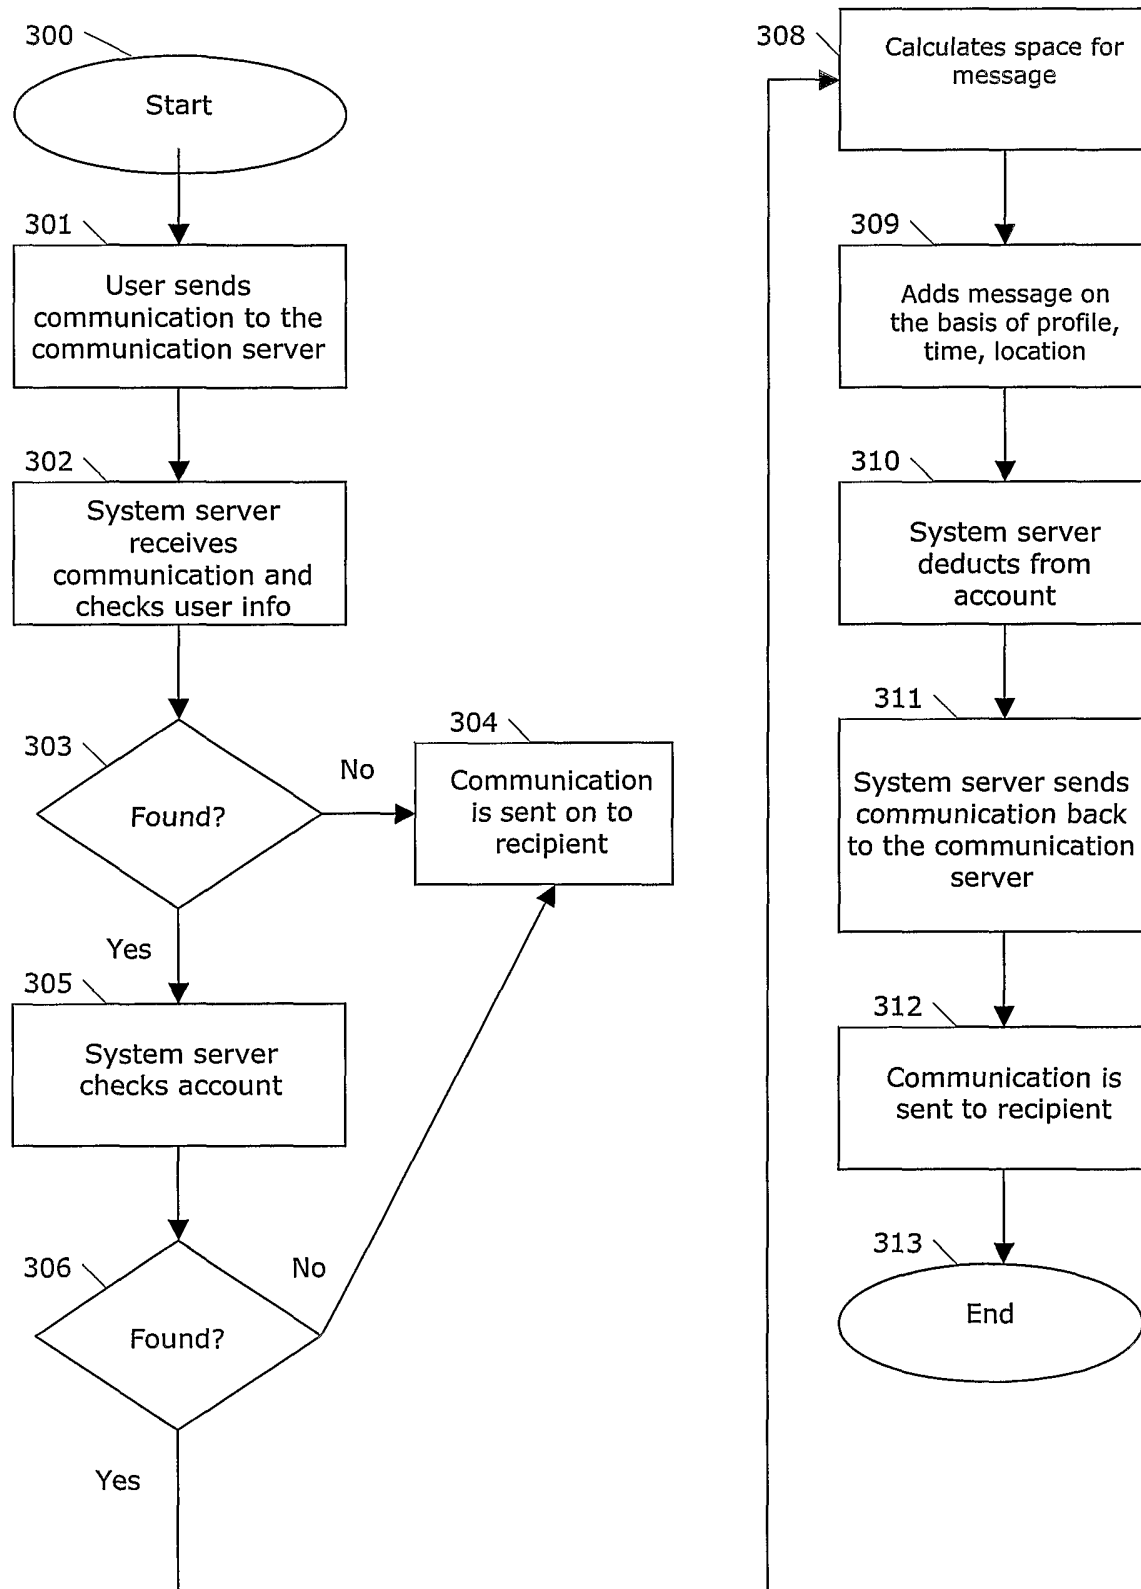 300
Start
301
User sends
communication to the
communication server
302
System server
receives
communication and
checks user info
303
Found?
No
304
Communication
is sent on to
recipient
Yes
305
System server
checks account
306
Found?
No
Yes
308
Calculates space for
message
309
Adds message on
the basis of profile,
time, location
310
System server
deducts from
account
311
System server sends
communication back
to the communication
server
312
Communication is
sent to recipient
313
End